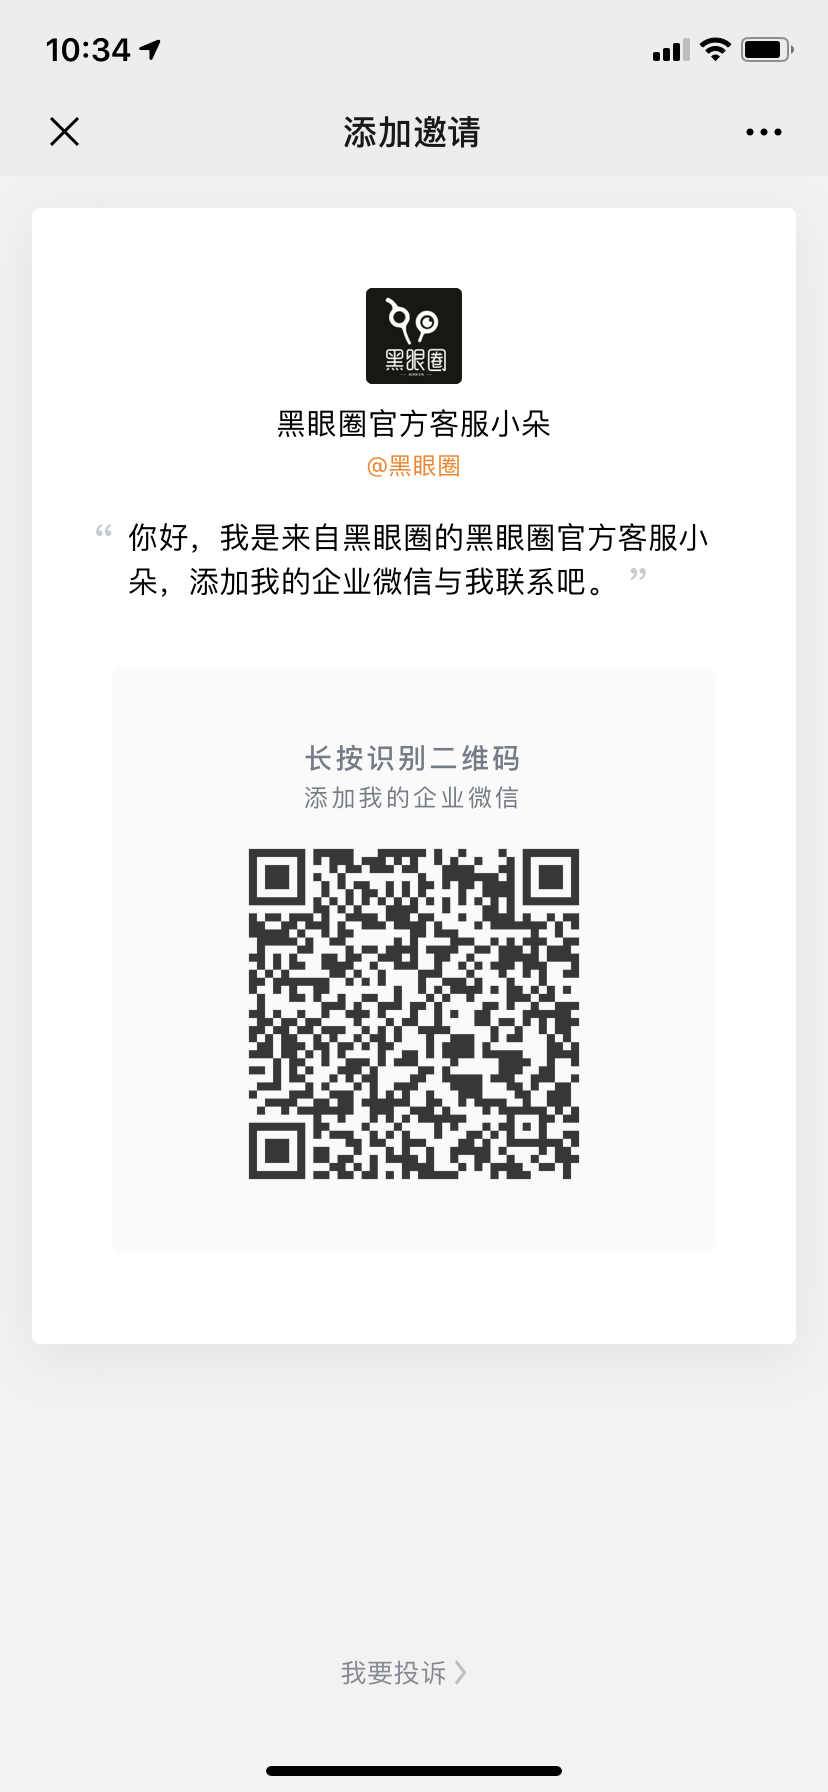 10:34
添加邀请
黑眼圈
黑眼圈官方客服小朵
@黑眼圈
“ 你好，我是来自黑眼圈的黑眼圈官方客服小
朵，添加我的企业微信与我联系吧。 ”
长按识别二维码
添加我的企业微信
我要投诉